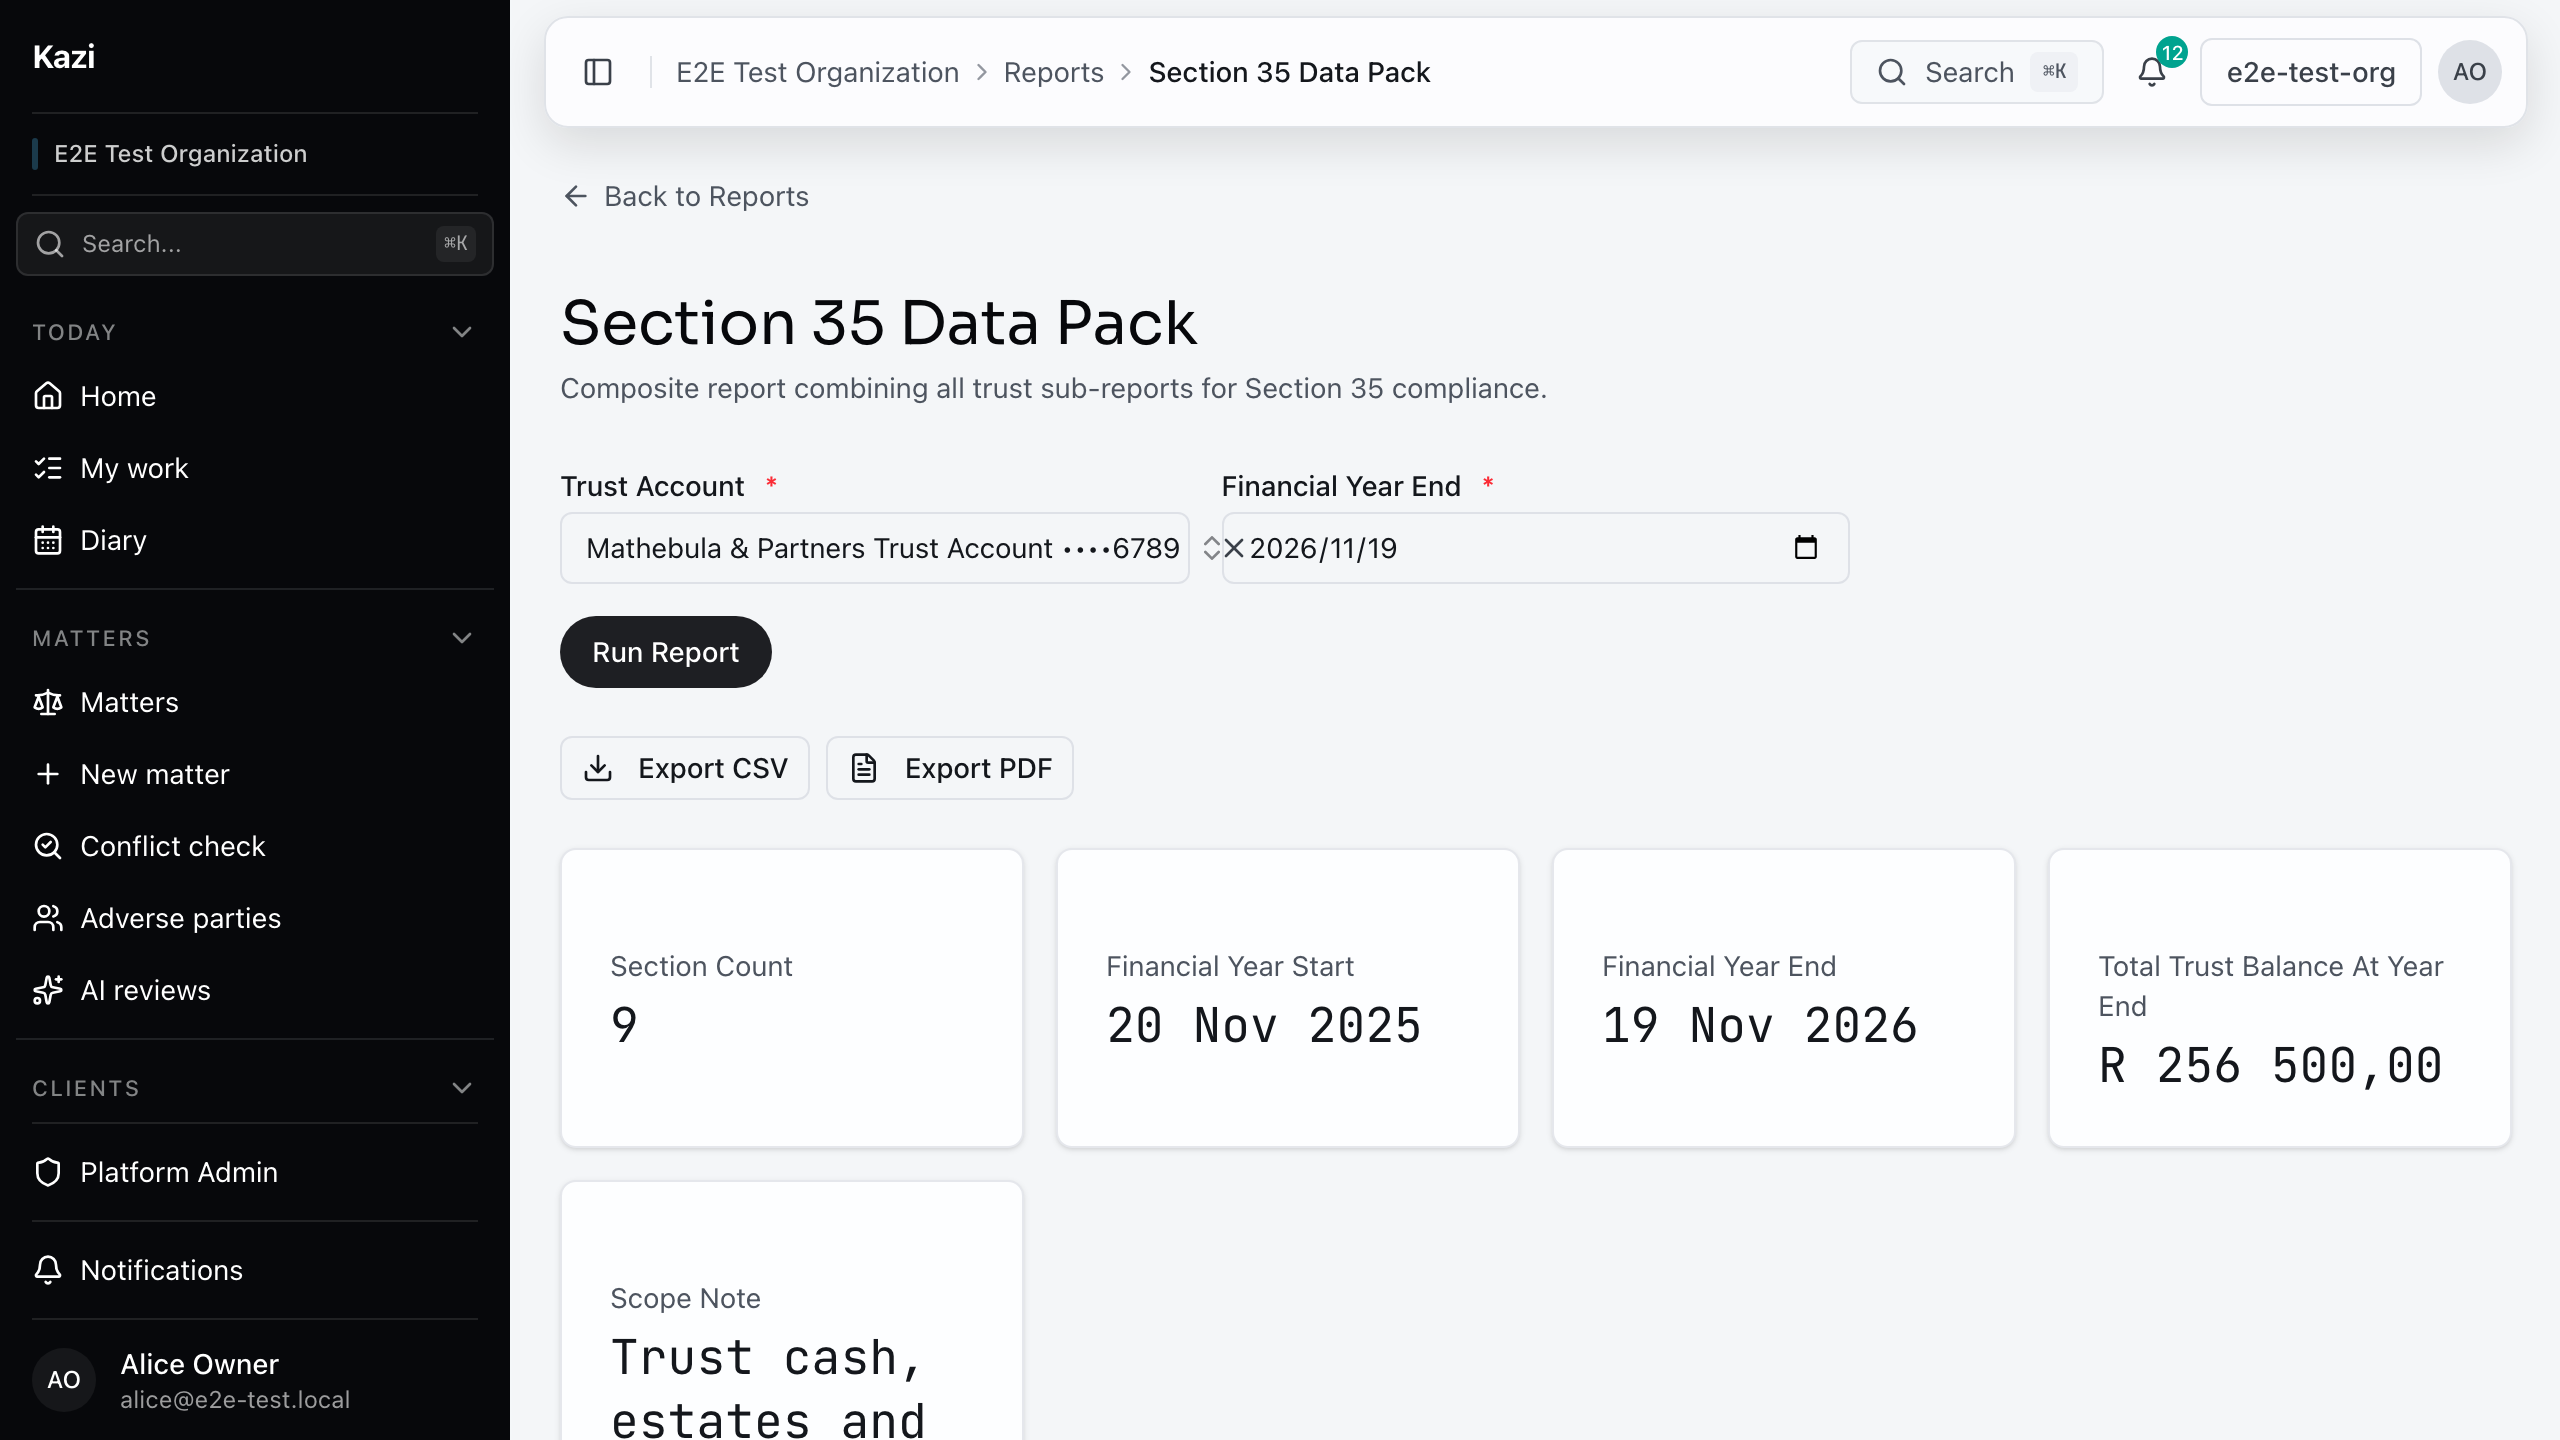 Kazi
E2E Test Organization
Search... ⌘K
TODAY
Home
My work
Diary
MATTERS
Matters
New matter
Conflict check
Adverse parties
AI reviews
CLIENTS
Platform Admin
Notifications
AO
Alice Owner
alice@e2e-test.local
E2E Test Organization > Reports > Section 35 Data Pack
Search ⌘K
12
e2e-test-org
AO
Back to Reports
Section 35 Data Pack
Composite report combining all trust sub-reports for Section 35 compliance.
Trust Account *
Mathebula & Partners Trust Account ••••6789
Financial Year End *
2026/11/19
Run Report
Export CSV
Export PDF
Section Count
9
Financial Year Start
20 Nov 2025
Financial Year End
19 Nov 2026
Total Trust Balance At Year
End
R 256 500,00
Scope Note
Trust cash,
estates and